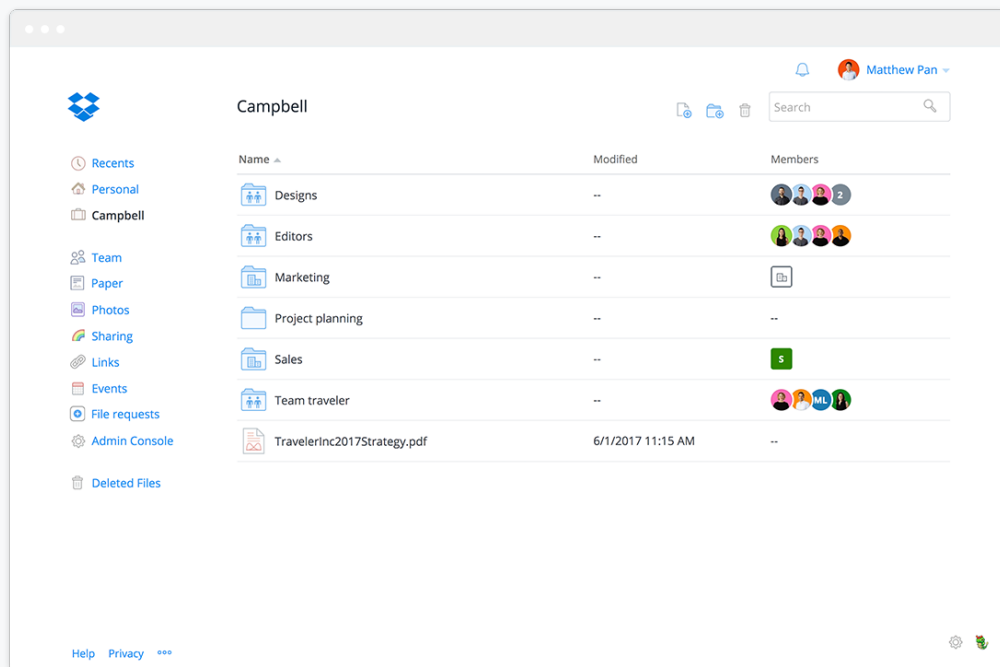 Matthew Pan
Campbell
Search
Recents
Personal
Campbell
Team
Paper
Photos
Sharing
Links
Events
File requests
Admin Console
Deleted Files
Name Modified Members
Designs -- 2
Editors --
Marketing --
Project planning -- --
Sales -- S
Team traveler -- ML
TravelerInc2017Strategy.pdf 6/1/2017 11:15 AM --
Help Privacy